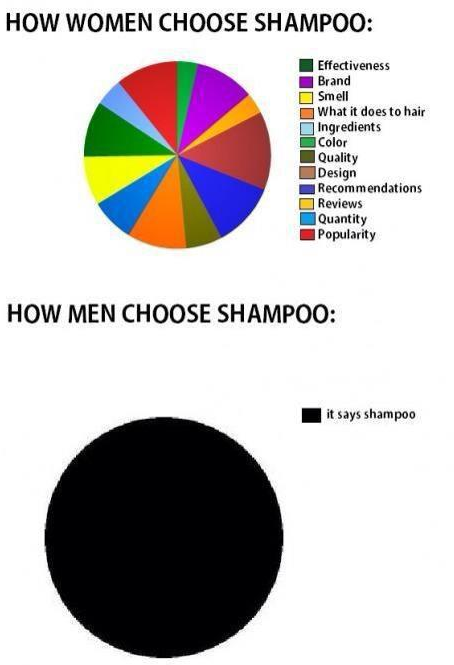 HOW WOMEN CHOOSE SHAMPOO:
Effectiveness
Brand
Smell
What it does to hair
Ingredients
Color
Quality
Design
Recommendations
Reviews
Quantity
Popularity
HOW MEN CHOOSE SHAMPOO:
it says shampoo